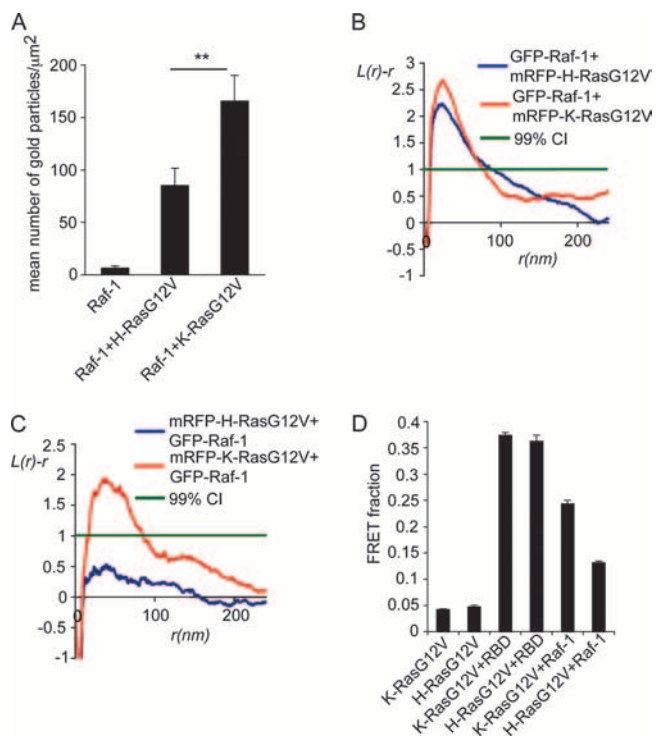 A
mean number of gold particles/μm2
200
150
100
50
0
**
Raf-1
Raf-1+H-RasG12V
Raf-1+K-RasG12V
B
L(r)-r
3
2.5
2
1.5
1
0.5
0
-0.5
-1
0
100
200
r(nm)
GFP-Raf-1+
mRFP-H-RasG12V
GFP-Raf-1+
mRFP-K-RasG12V
99% CI
C
L(r)-r
2.5
2
1.5
1
0.5
0
-0.5
-1
0
100
200
r(nm)
mRFP-H-RasG12V+
GFP-Raf-1
mRFP-K-RasG12V+
GFP-Raf-1
99% CI
D
FRET fraction
0.4
0.35
0.3
0.25
0.2
0.15
0.1
0.05
0
K-RasG12V
H-RasG12V
K-RasG12V+RBD
H-RasG12V+RBD
K-RasG12V+Raf-1
H-RasG12V+Raf-1